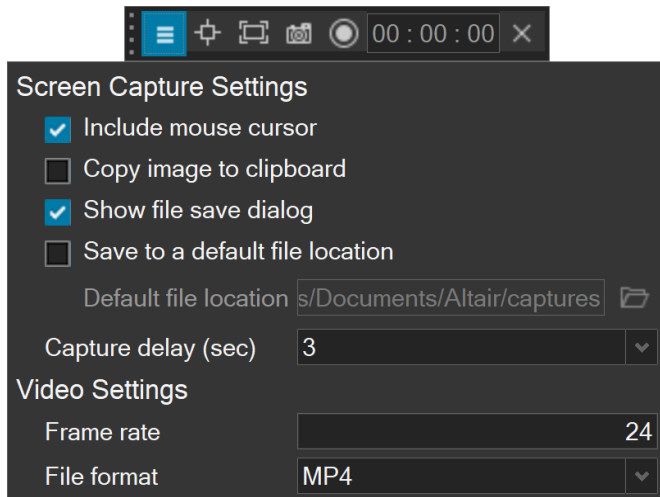 00 : 00 : 00
Screen Capture Settings
Include mouse cursor
Copy image to clipboard
Show file save dialog
Save to a default file location
Default file location s/Documents/Altair/captures
Capture delay (sec) 3
Video Settings
Frame rate 24
File format MP4